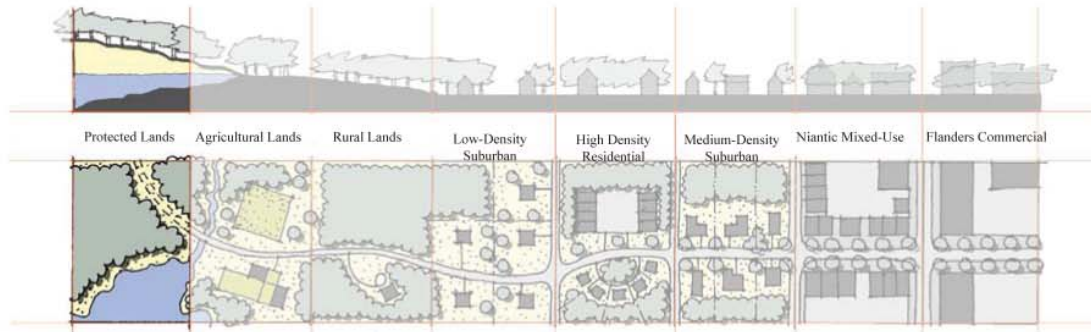 Protected Lands
Agricultural Lands
Rural Lands
Low-Density
Suburban
High Density
Residential
Medium-Density
Suburban
Niantic Mixed-Use
Flanders Commercial